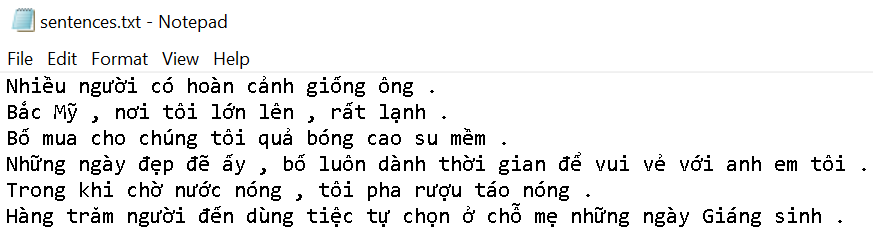 sentences.txt - Notepad
File Edit Format View Help
Nhiều người có hoàn cảnh giống ông .
Bắc Mỹ , nơi tôi lớn lên , rất lạnh .
Bố mua cho chúng tôi quả bóng cao su mềm .
Những ngày đẹp đẽ ấy , bố luôn dành thời gian để vui vẻ với anh em tôi .
Trong khi chờ nước nóng , tôi pha rượu táo nóng .
Hàng trăm người đến dùng tiệc tự chọn ở chỗ mẹ những ngày Giáng sinh .